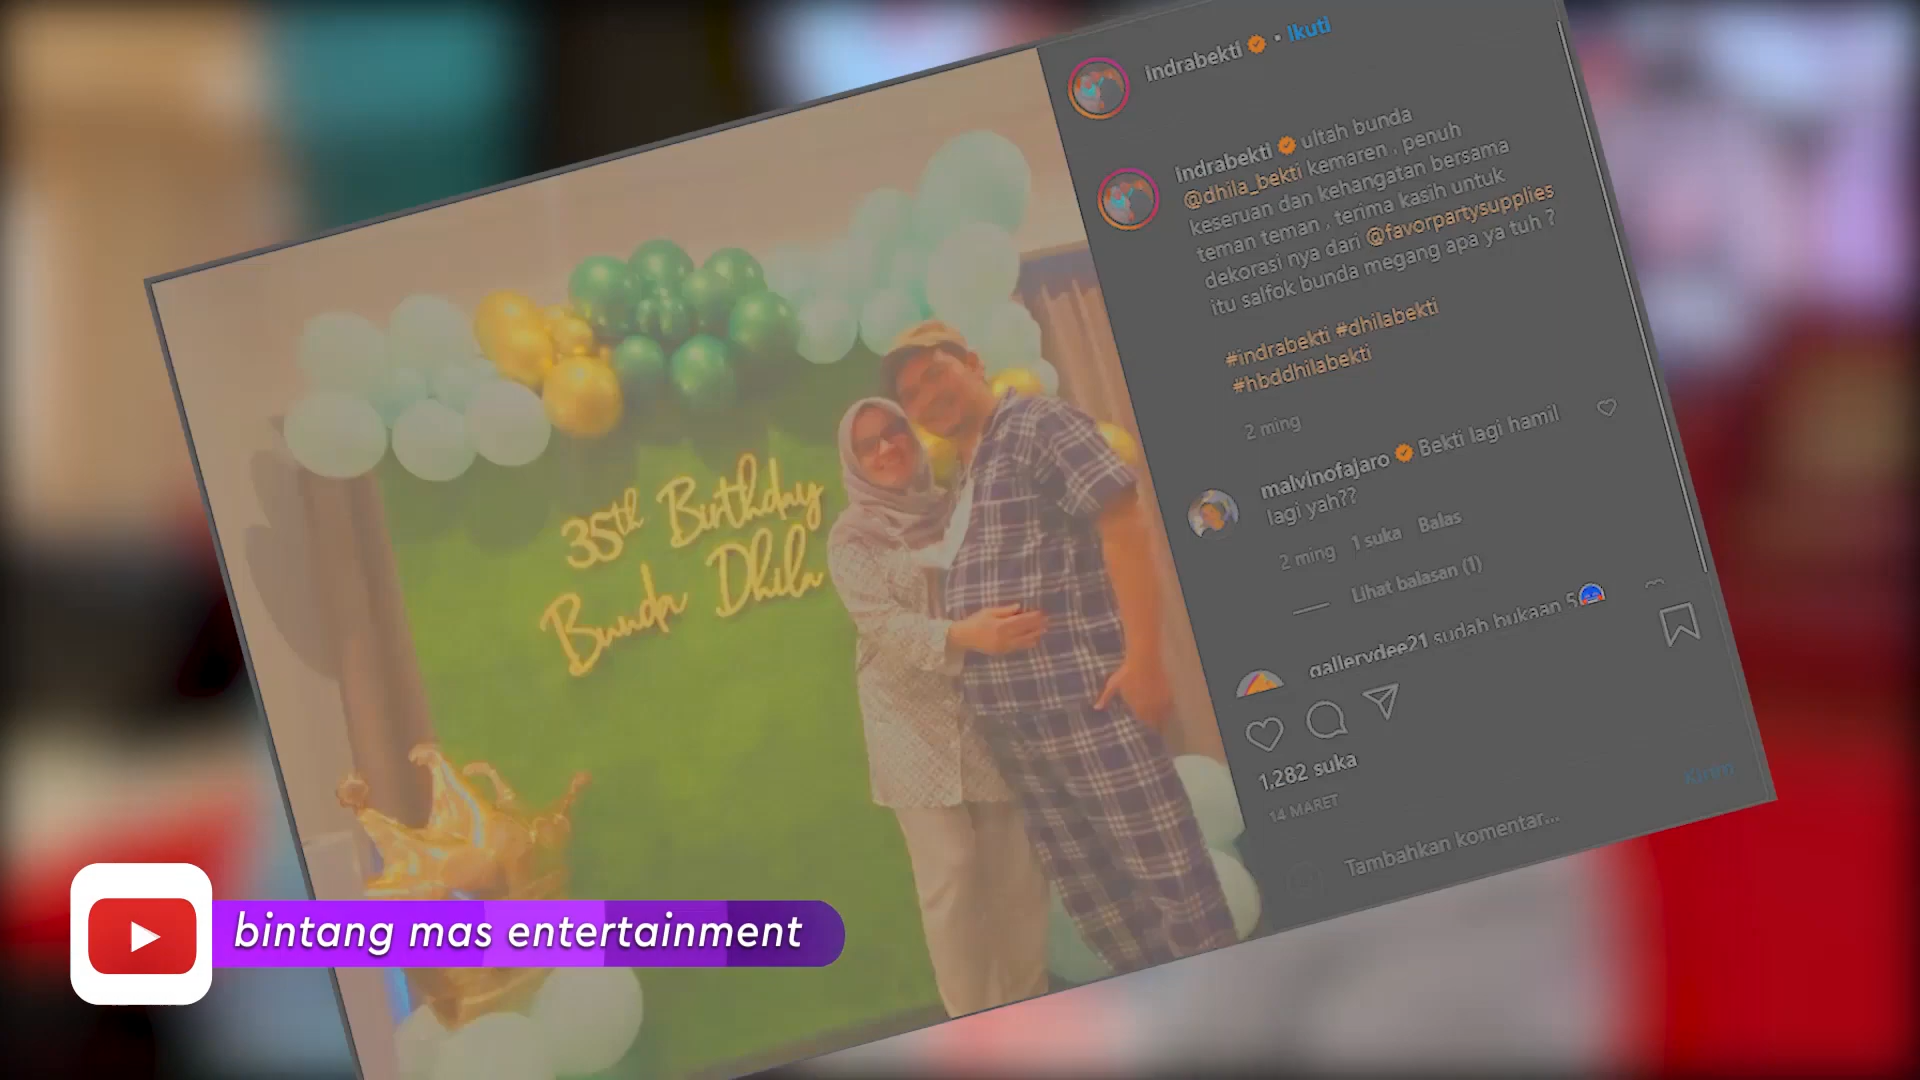 indrabekti • Ikuti
indrabekti ultah bunda
@dhila_bekti kemaren , penuh
keseruan dan kehangatan bersama
teman teman , terima kasih untuk
dekorasi nya dari @favorpartysupplies
itu salfok bunda megang apa ya tuh ?
#indrabekti #dhilabekti
#hbddhilabekti
2 ming
malvinofajaro Bekti lagi hamil
lagi yah??
2 ming 1 suka Balas
Lihat balasan (1)
gallerydee21 sudah bukaan 5
1,282 suka
14 MARET
Tambahkan komentar...
Kirim
35th Birthday
Bunda Dhila
bintang mas entertainment